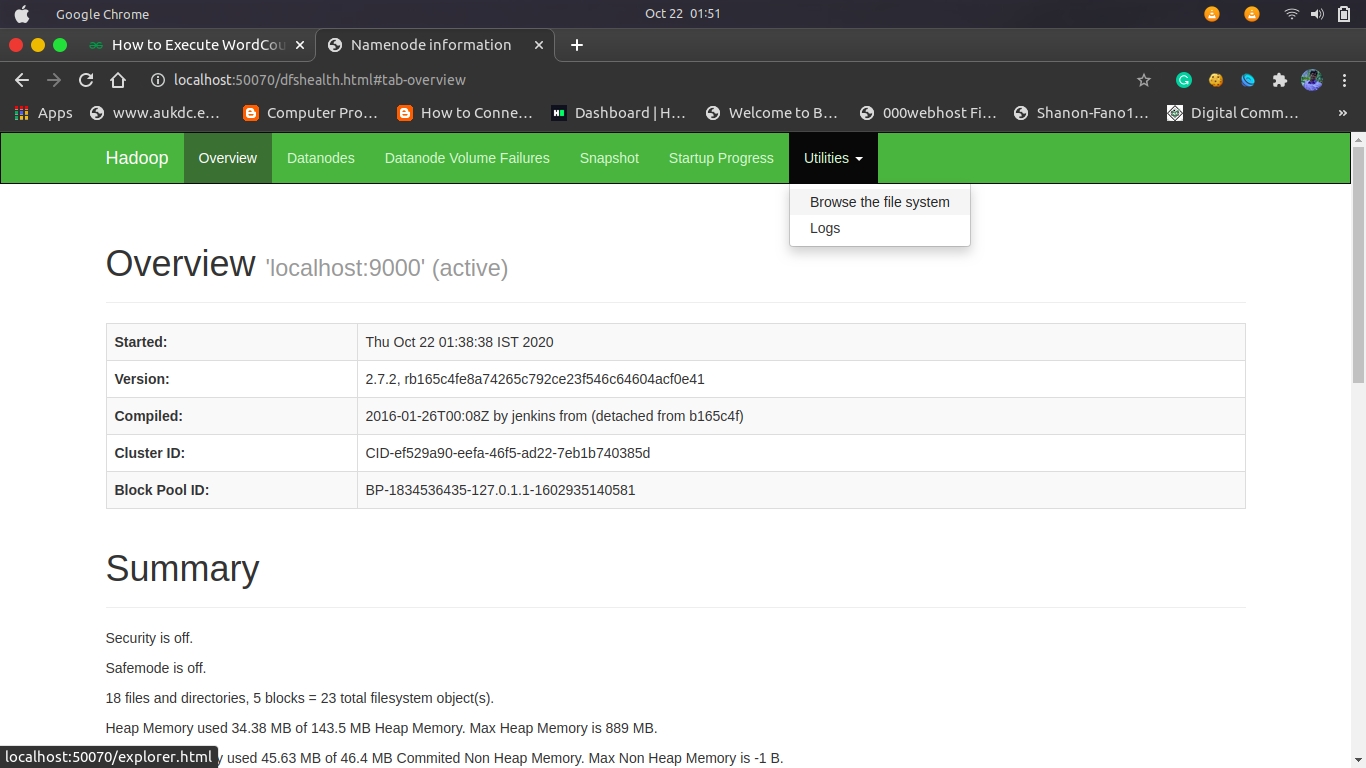 Google Chrome Oct 22 01:51
How to Execute WordCou Namenode information
localhost:50070/dfshealth.html#tab-overview
Apps www.aukdc.e... Computer Pro... How to Conne... Dashboard | H... Welcome to B... 000webhost Fi... Shanon-Fano1... Digital Comm... »
Hadoop Overview Datanodes Datanode Volume Failures Snapshot Startup Progress Utilities
Browse the file system
Logs
Overview 'localhost:9000' (active)
Started: Thu Oct 22 01:38:38 IST 2020
Version: 2.7.2, rb165c4fe8a74265c792ce23f546c64604acf0e41
Compiled: 2016-01-26T00:08Z by jenkins from (detached from b165c4f)
Cluster ID: CID-ef529a90-eefa-46f5-ad22-7eb1b740385d
Block Pool ID: BP-1834536435-127.0.1.1-1602935140581
Summary
Security is off.
Safemode is off.
18 files and directories, 5 blocks = 23 total filesystem object(s).
Heap Memory used 34.38 MB of 143.5 MB Heap Memory. Max Heap Memory is 889 MB.
y used 45.63 MB of 46.4 MB Commited Non Heap Memory. Max Non Heap Memory is -1 B.
localhost:50070/explorer.html